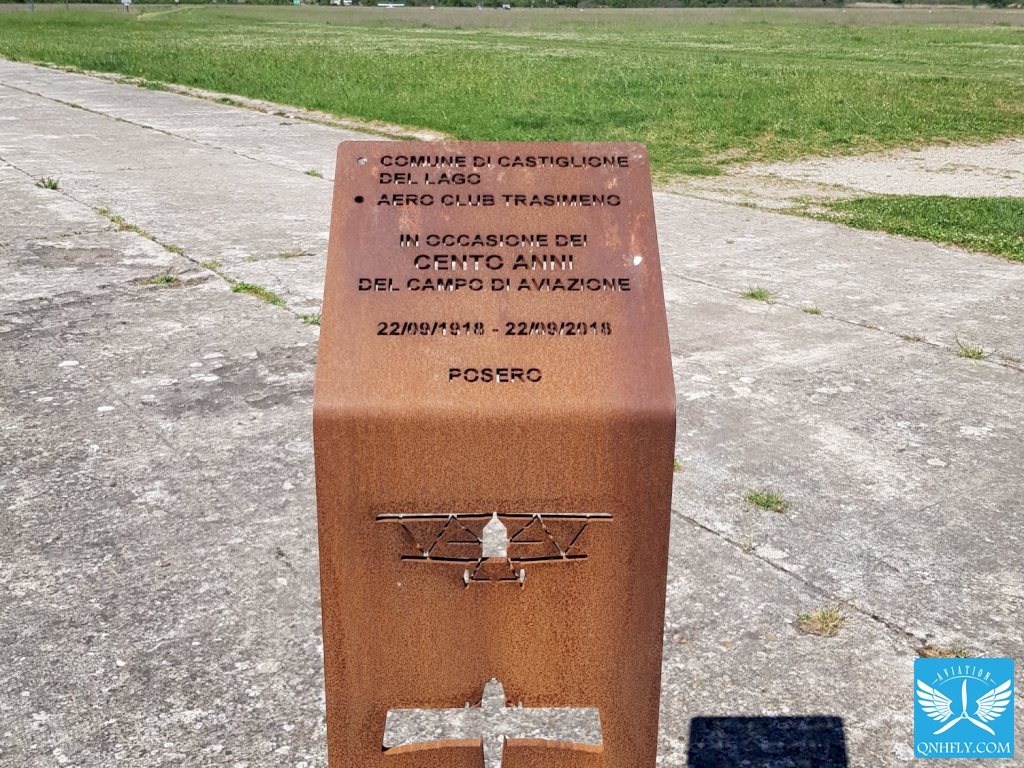 COMUNE DI CASTIGLIONE
DEL LAGO
• AERO CLUB TRASIMENO
IN OCCASIONE DEI
CENTO ANNI
DEL CAMPO DI AVIAZIONE
22/09/1918 - 22/09/2018
POSERO
AVIATION
QNHFLY.COM